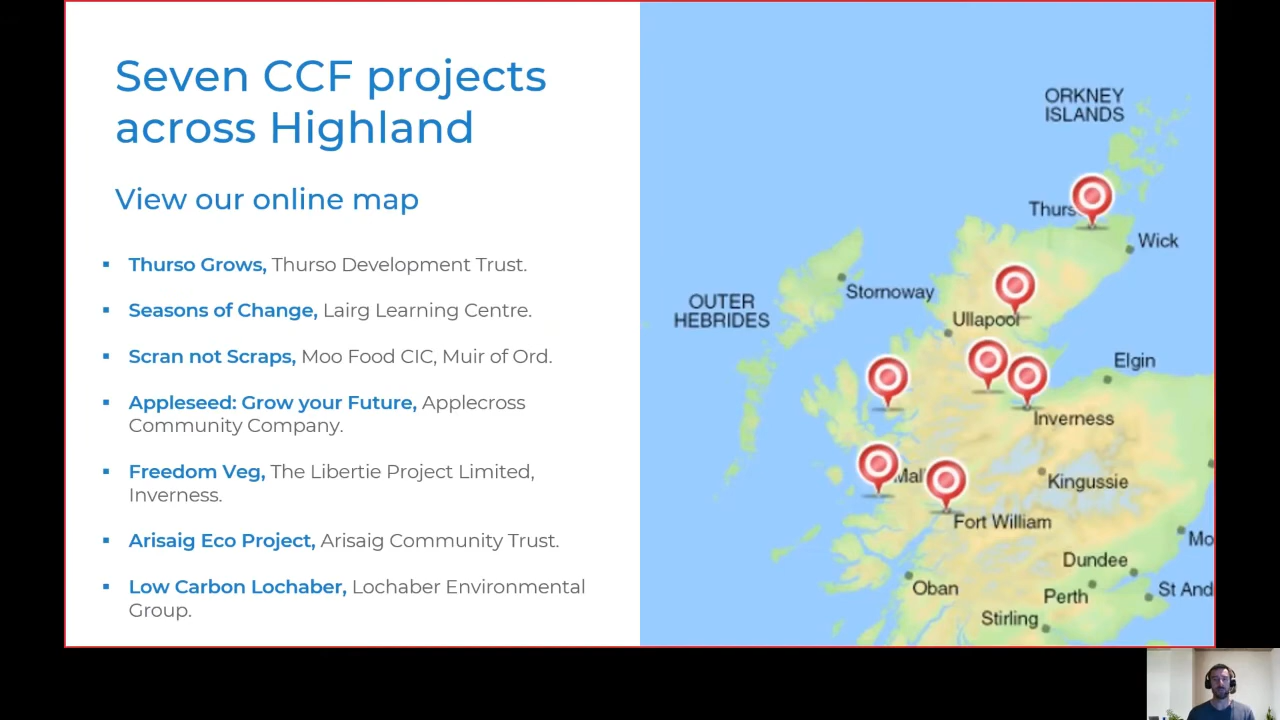 Seven CCF projects
across Highland
View our online map
▪ Thurso Grows, Thurso Development Trust.
▪ Seasons of Change, Lairg Learning Centre.
▪ Scran not Scraps, Moo Food CIC, Muir of Ord.
▪ Appleseed: Grow your Future, Applecross
Community Company.
▪ Freedom Veg, The Libertie Project Limited,
Inverness.
▪ Arisaig Eco Project, Arisaig Community Trust.
▪ Low Carbon Lochaber, Lochaber Environmental
Group.
ORKNEY
ISLANDS
Thurs
Wick
Stornoway
OUTER
HEBRIDES
Ullapool
Elgin
Inverness
Mal
Kingussie
Fort William
Mo
Dundee
Oban
Perth
St And
Stirling